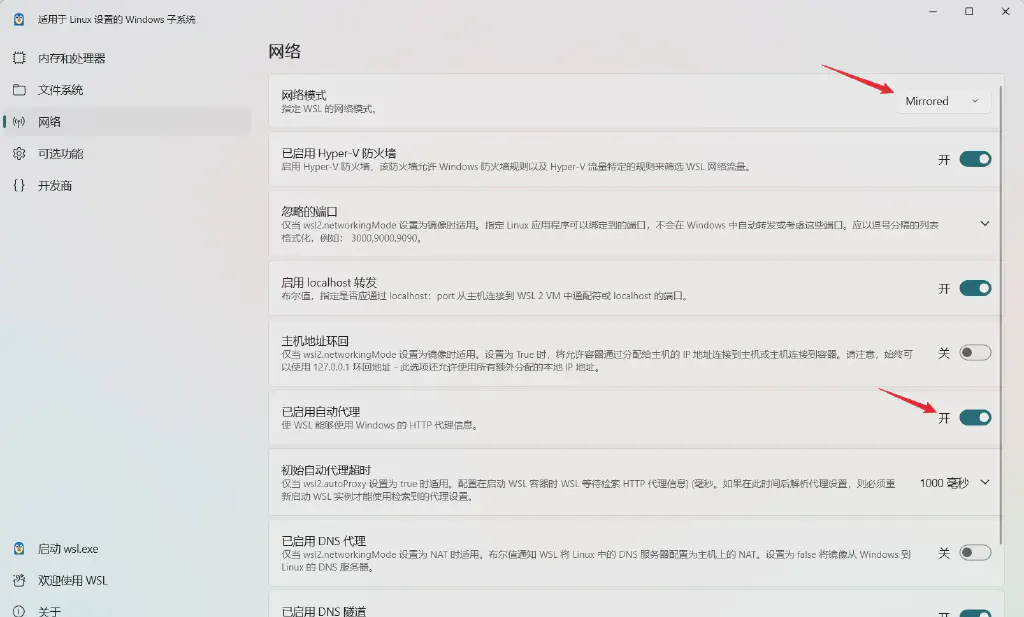 适用于 Linux 设置的 Windows 子系统
内存和处理器
文件系统
网络
可选功能
开发商
启动 wsl.exe
欢迎使用 WSL
关于
网络
网络模式
指定 WSL 的网络模式。
Mirrored
已启用 Hyper-V 防火墙
启用 Hyper-V 防火墙，该防火墙允许 Windows 防火墙规则以及 Hyper-V 流量特定的规则来筛选 WSL 网络流量。
开
忽略的端口
仅当 wsl2.networkingMode 设置为镜像时适用。指定 Linux 应用程序可以绑定到的端口，不会在 Windows 中自动转发或考虑这些端口。应以逗号分隔的列表
格式化，例如： 3000,9000,9090。
启用 localhost 转发
布尔值，指定是否应通过 localhost：port 从主机连接到 WSL 2 VM 中通配符或 localhost 的端口。
开
主机地址环回
仅当 wsl2.networkingMode 设置为镜像时适用。设置为 True 时，将允许容器通过分配给主机的 IP 地址连接到主机或主机连接到容器。请注意，始终可
以使用 127.0.0.1 环回地址 - 此选项还允许使用所有额外分配的本地 IP 地址。
关
已启用自动代理
使 WSL 能够使用 Windows 的 HTTP 代理信息。
开
初始自动代理超时
仅当 wsl2.autoProxy 设置为 true 时适用。配置在启动 WSL 容器时 WSL 等待检索 HTTP 代理信息) (毫秒。如果在此时间后解析代理设置，则必须重
新启动 WSL 实例才能使用检索到的代理设置。
1000 毫秒
已启用 DNS 代理
仅当 wsl2.networkingMode 设置为 NAT 时适用。布尔值通知 WSL 将 Linux 中的 DNS 服务器配置为主机上的 NAT。设置为 false 将镜像从 Windows 到
Linux 的 DNS 服务器。
关
已启用 DNS 隧道
开